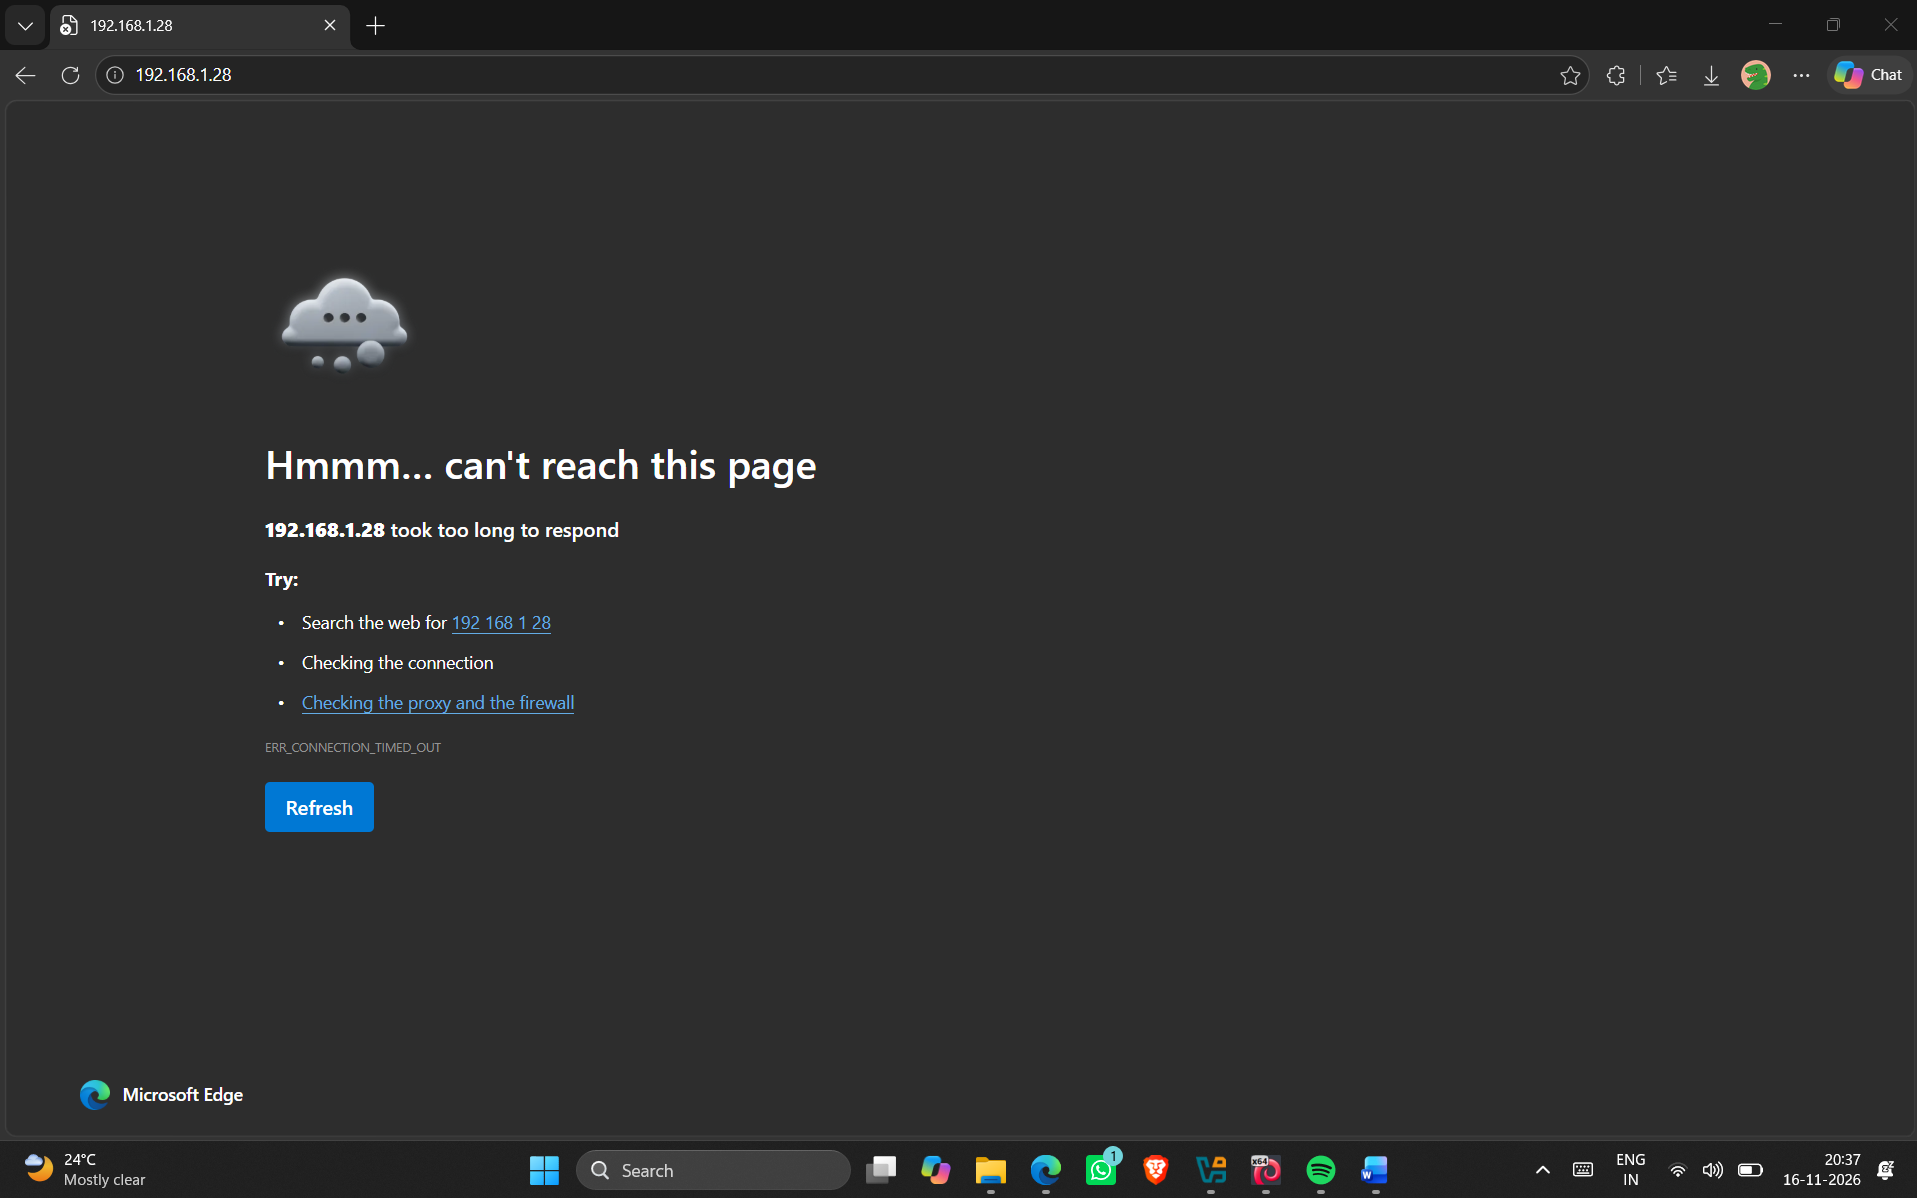 192.168.1.28
192.168.1.28
Chat
Hmmm... can't reach this page
192.168.1.28 took too long to respond
Try:
• Search the web for 192 168 1 28
• Checking the connection
• Checking the proxy and the firewall
ERR_CONNECTION_TIMED_OUT
Refresh
Microsoft Edge
24°C
Mostly clear
Search
1
x64
W
ENG
IN
20:37
16-11-2026